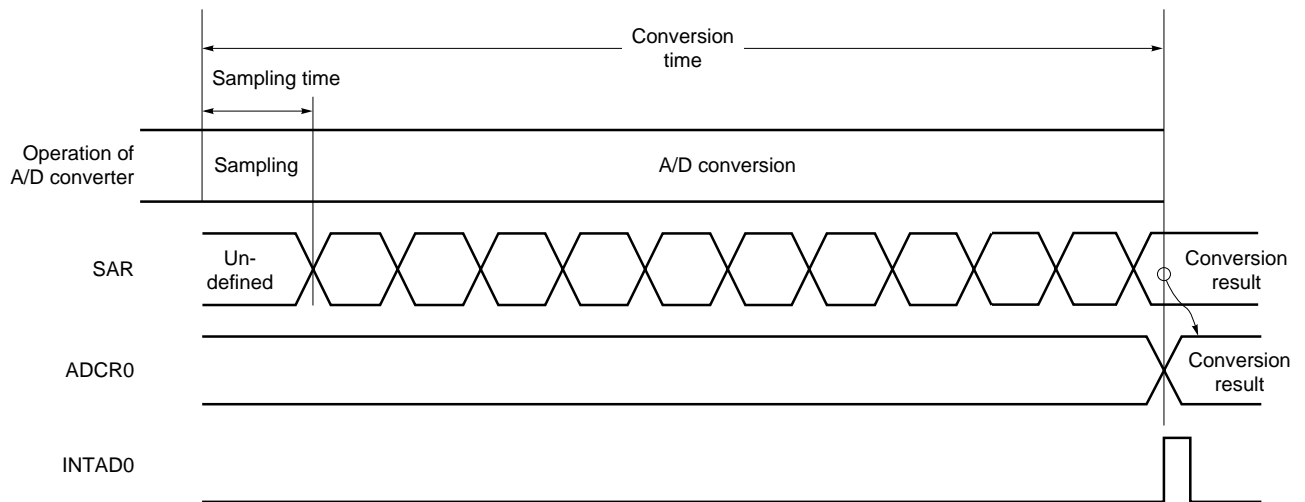 Conversion
time
Sampling time
Operation of
A/D converter
Sampling
A/D conversion
SAR
Un-
defined
Conversion
result
ADCR0
Conversion
result
INTAD0